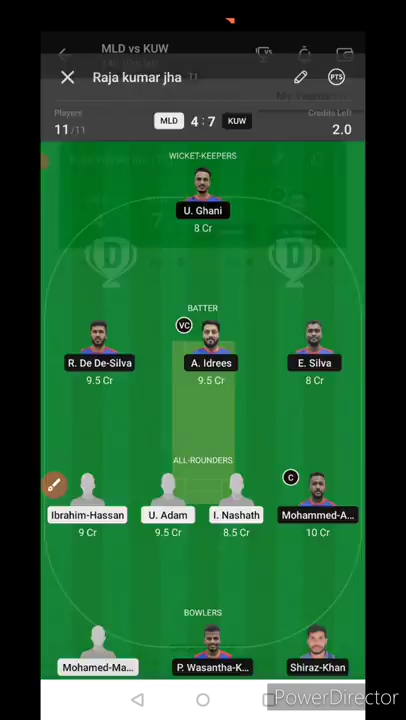 MLD vs KUW
Raja kumar jha T1
Players
Credits Left
11/11
MLD 4:7 KUW
2.0
WICKET-KEEPERS
U. Ghani
8 Cr
BATTER
VC
R. De De-Silva
A. Idrees
E. Silva
9.5 Cr
9.5 Cr
8 Cr
ALL-ROUNDERS
C
Ibrahim-Hassan
U. Adam
I. Nashath
Mohammed-A...
9 Cr
9.5 Cr
8.5 Cr
10 Cr
BOWLERS
Mohamed-Ma...
P. Wasantha-K...
Shiraz-Khan
PowerDirector
PTS